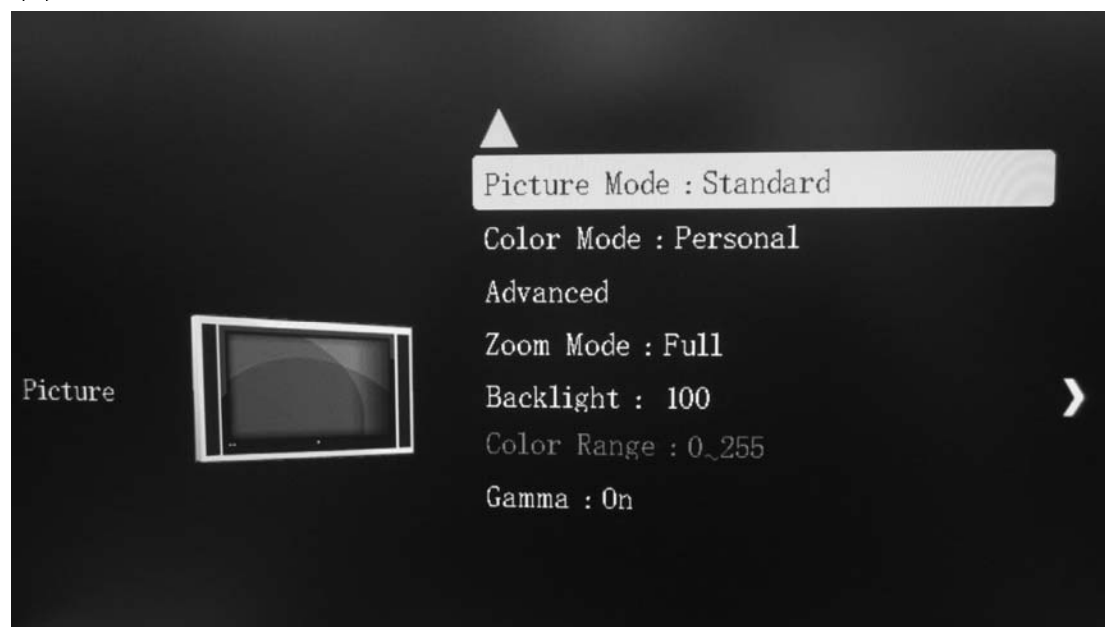 Picture Mode : Standard
Color Mode : Personal
Advanced
Zoom Mode : Full
Picture
Backlight : 100
Color Range : 0~255
Gamma : On